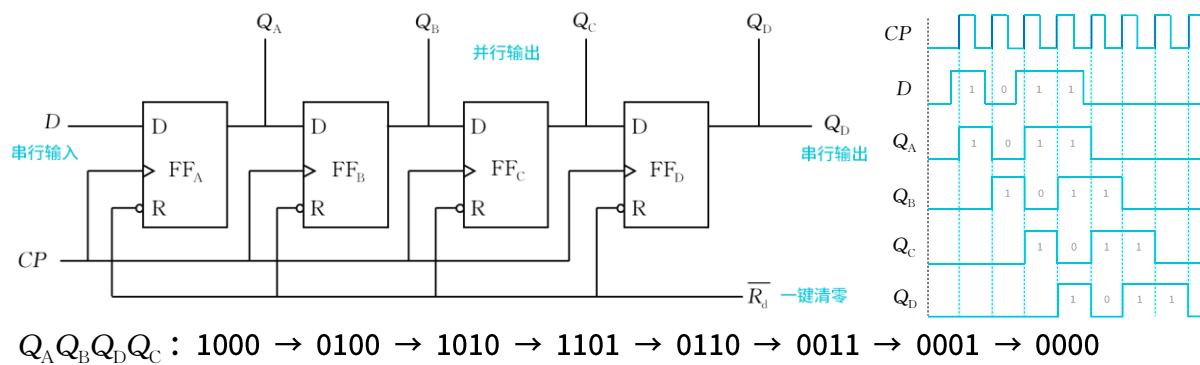 Q_A Q_B Q_C Q_D CP
并行输出
D D D D D Q_D D 1 0 1 1
串行输入 串行输出
FF_A FF_B FF_C FF_D Q_A 1 0 1 1
R R R R Q_B 1 0 1 1
CP Q_C 1 0 1 1
R_d 一键清零 Q_D 1 0 1 1
Q_AQ_BQ_DQ_C：1000 → 0100 → 1010 → 1101 → 0110 → 0011 → 0001 → 0000